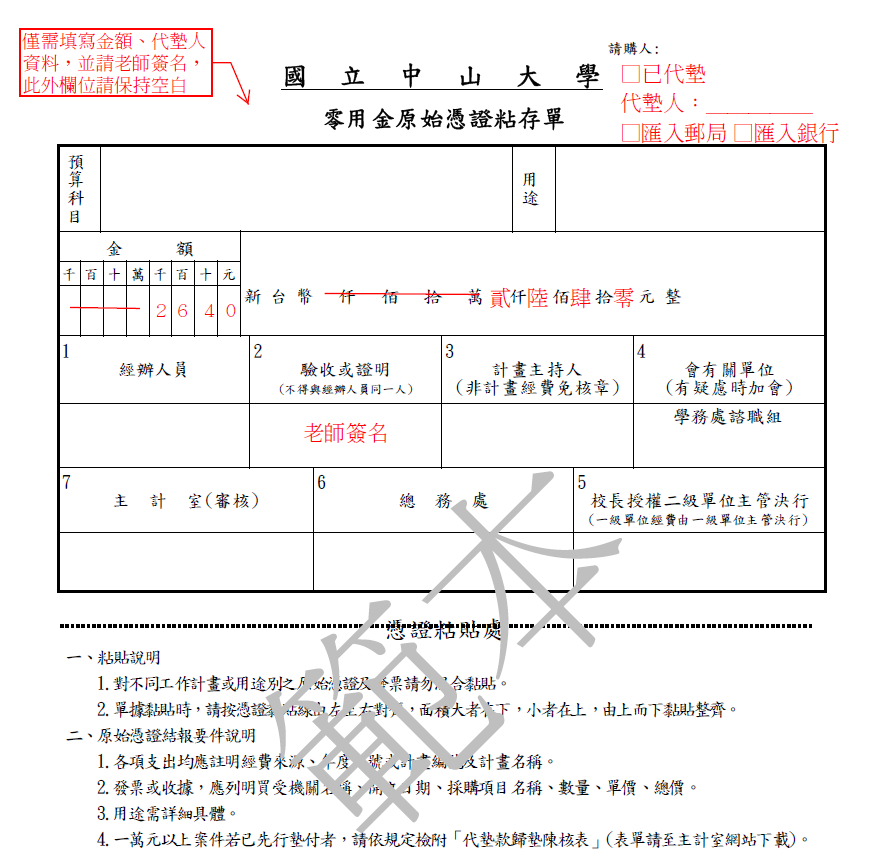 僅需填寫金額、代墊人
資料，並請老師簽名，
此外欄位請保持空白
請購人:
國立中山大學
□已代墊
代墊人：__________
零用金原始憑證粘存單
□匯入郵局 □匯入銀行
預算科目
用途
金額
千 百 十 萬 千 百 十 元
2 6 4 0
新台幣 仟 佰 拾 萬 貳仟陸佰肆拾零元整
1 經辦人員
2 驗收或證明
(不得與經辦人員同一人)
3 計畫主持人
(非計畫經費免核章)
4 會有關單位
(有疑慮時加會)
老師簽名
學務處諮職組
7 主計室(審核)
6 總務處
5 校長授權二級單位主管決行
(一級單位經費由一級單位主管決行)
憑證粘貼處
一、粘貼說明
1.對不同工作計畫或用途別之原始憑證及發票請勿混合黏貼。
2.單據黏貼時，請按憑證黏貼線由左至右對齊，面積大者在下，小者在上，由上而下黏貼整齊。
二、原始憑證結報要件說明
1.各項支出均應註明經費來源、年度、號或計畫編號及計畫名稱。
2.發票或收據，應列明買受機關名稱、開立日期、採購項目名稱、數量、單價、總價。
3.用途需詳細具體。
4.一萬元以上案件若已先行墊付者，請依規定檢附「代墊款歸墊陳核表」(表單請至主計室網站下載)。
範本